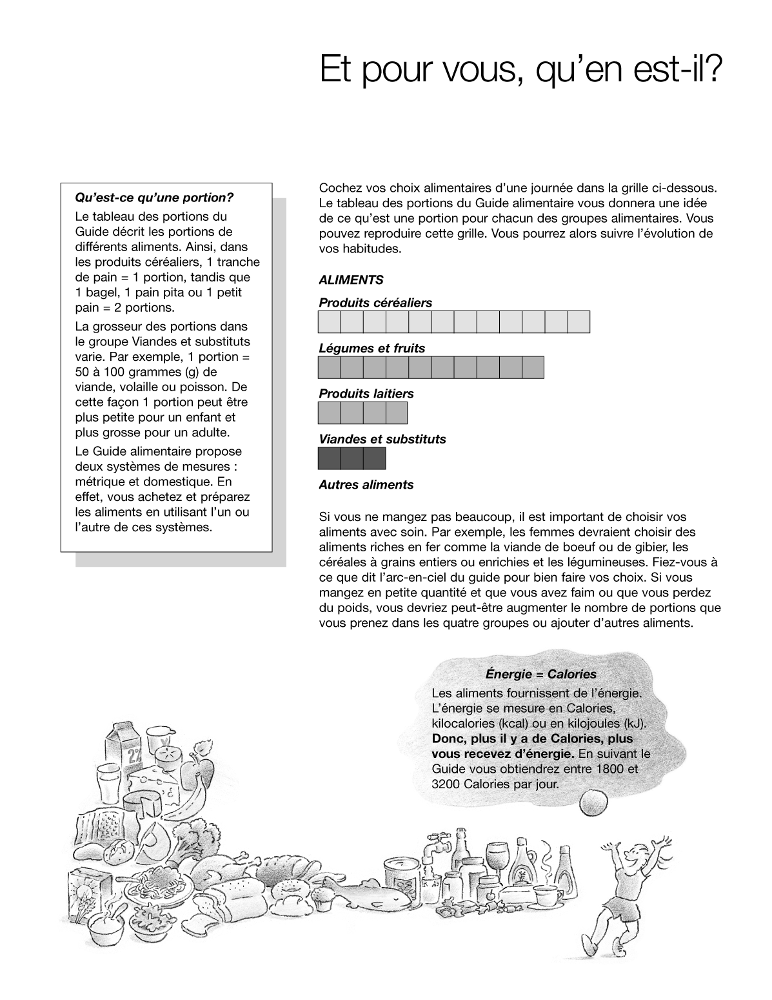 Et pour vous, qu’en est-il?
Qu’est-ce qu’une portion?
Le tableau des portions du
Guide décrit les portions de
différents aliments. Ainsi, dans
les produits céréaliers, 1 tranche
de pain = 1 portion, tandis que
1 bagel, 1 pain pita ou 1 petit
pain = 2 portions.
La grosseur des portions dans
le groupe Viandes et substituts
varie. Par exemple, 1 portion =
50 à 100 grammes (g) de
viande, volaille ou poisson. De
cette façon 1 portion peut être
plus petite pour un enfant et
plus grosse pour un adulte.
Le Guide alimentaire propose
deux systèmes de mesures :
métrique et domestique. En
effet, vous achetez et préparez
les aliments en utilisant l’un ou
l’autre de ces systèmes.
Cochez vos choix alimentaires d’une journée dans la grille ci-dessous.
Le tableau des portions du Guide alimentaire vous donnera une idée
de ce qu’est une portion pour chacun des groupes alimentaires. Vous
pouvez reproduire cette grille. Vous pourrez alors suivre l’évolution de
vos habitudes.
ALIMENTS
Produits céréaliers
Légumes et fruits
Produits laitiers
Viandes et substituts
Autres aliments
Si vous ne mangez pas beaucoup, il est important de choisir vos
aliments avec soin. Par exemple, les femmes devraient choisir des
aliments riches en fer comme la viande de boeuf ou de gibier, les
céréales à grains entiers ou enrichies et les légumineuses. Fiez-vous à
ce que dit l’arc-en-ciel du guide pour bien faire vos choix. Si vous
mangez en petite quantité et que vous avez faim ou que vous perdez
du poids, vous devriez peut-être augmenter le nombre de portions que
vous prenez dans les quatre groupes ou ajouter d’autres aliments.
Énergie = Calories
Les aliments fournissent de l’énergie.
L’énergie se mesure en Calories,
kilocalories (kcal) ou en kilojoules (kJ).
Donc, plus il y a de Calories, plus
vous recevez d’énergie. En suivant le
Guide vous obtiendrez entre 1800 et
3200 Calories par jour.
2%